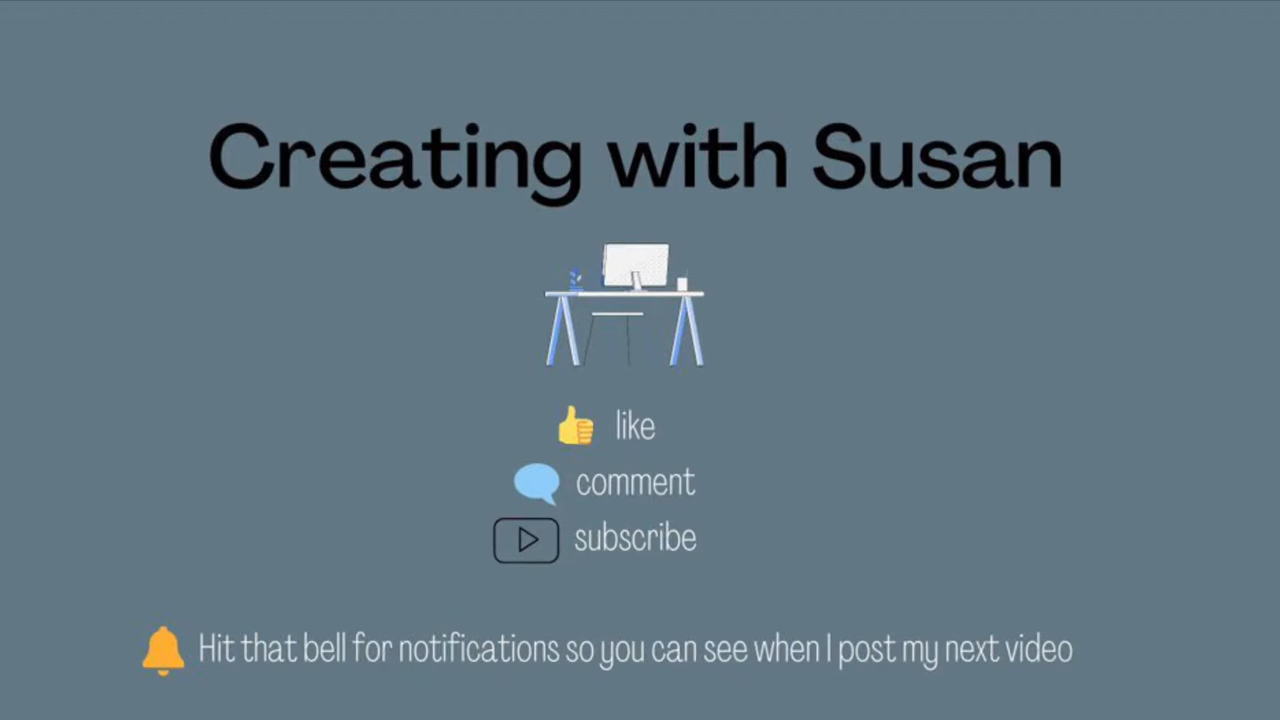 Creating with Susan
like
comment
subscribe
Hit that bell for notifications so you can see when I post my next video